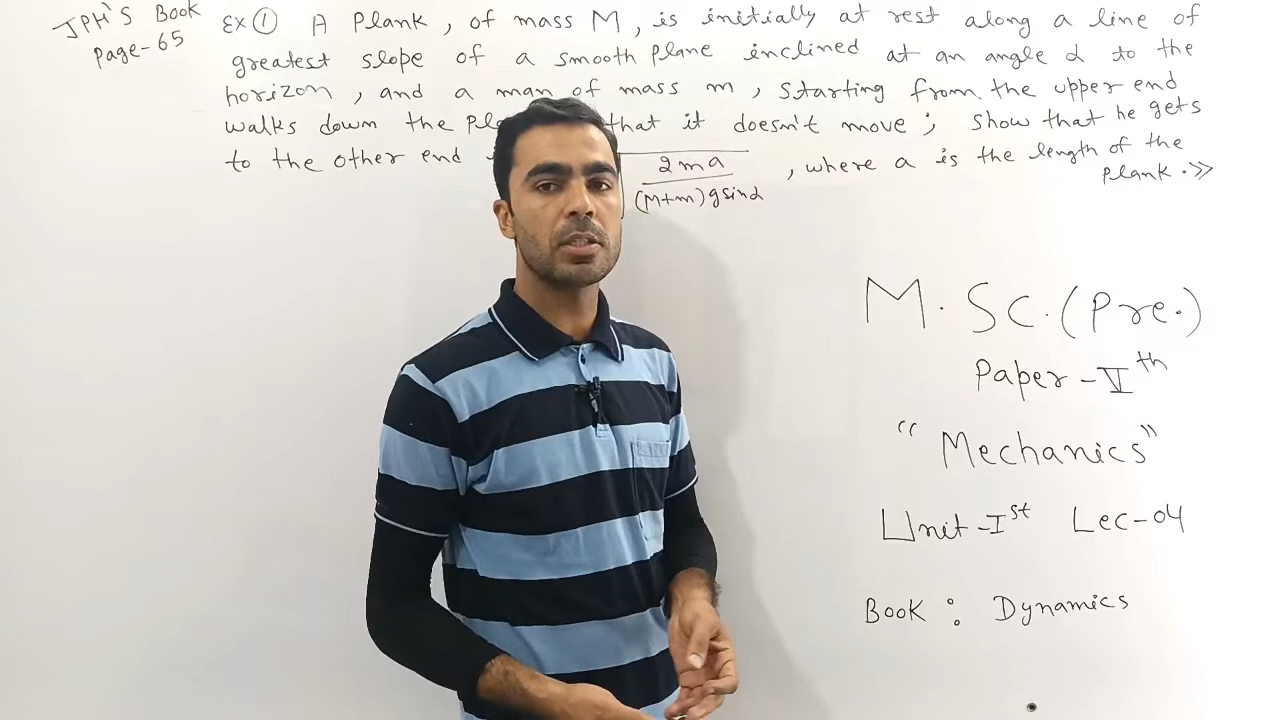 JPH'S Book
Page-65
Ex ① A Plank, of mass M, is initially at rest along a line of
greatest slope of a smooth plane inclined at an angle α to the
horizon, and a man of mass m, starting from the upper end
walks down the that it doesn't move; show that he gets
to the other end 2ma / (M+m)gsinα , where a is the length of the
plank.>>
M.Sc.(Pre.)
Paper-Vth
"Mechanics"
Unit-Ist Lec-04
Book: Dynamics